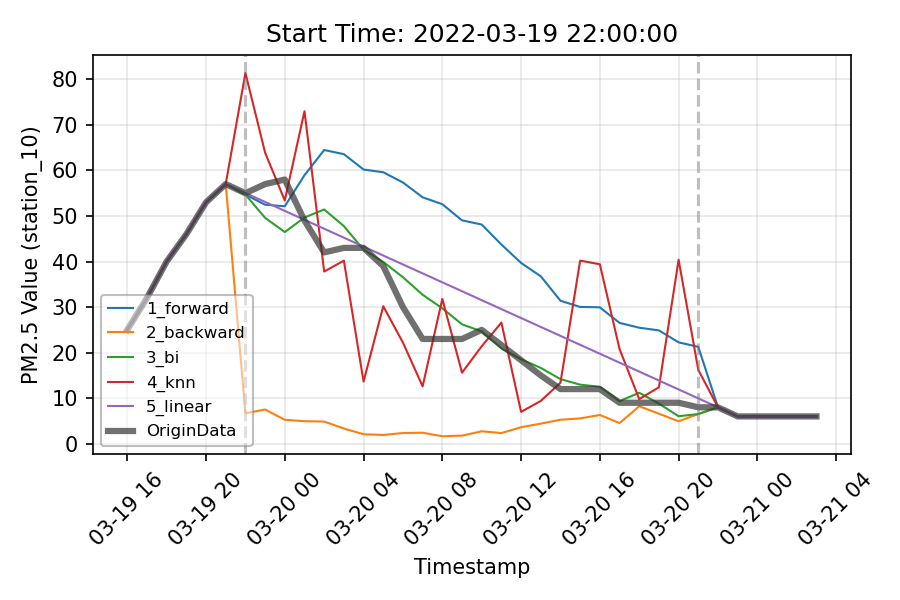 Start Time: 2022-03-19 22:00:00
PM2.5 Value (station_10)
80
70
60
50
40
30
20
10
0
1_forward
2_backward
3_bi
4_knn
5_linear
OriginData
03-19 16
03-19 20
03-20 00
03-20 04
03-20 08
03-20 12
03-20 16
03-20 20
03-21 00
03-21 04
Timestamp